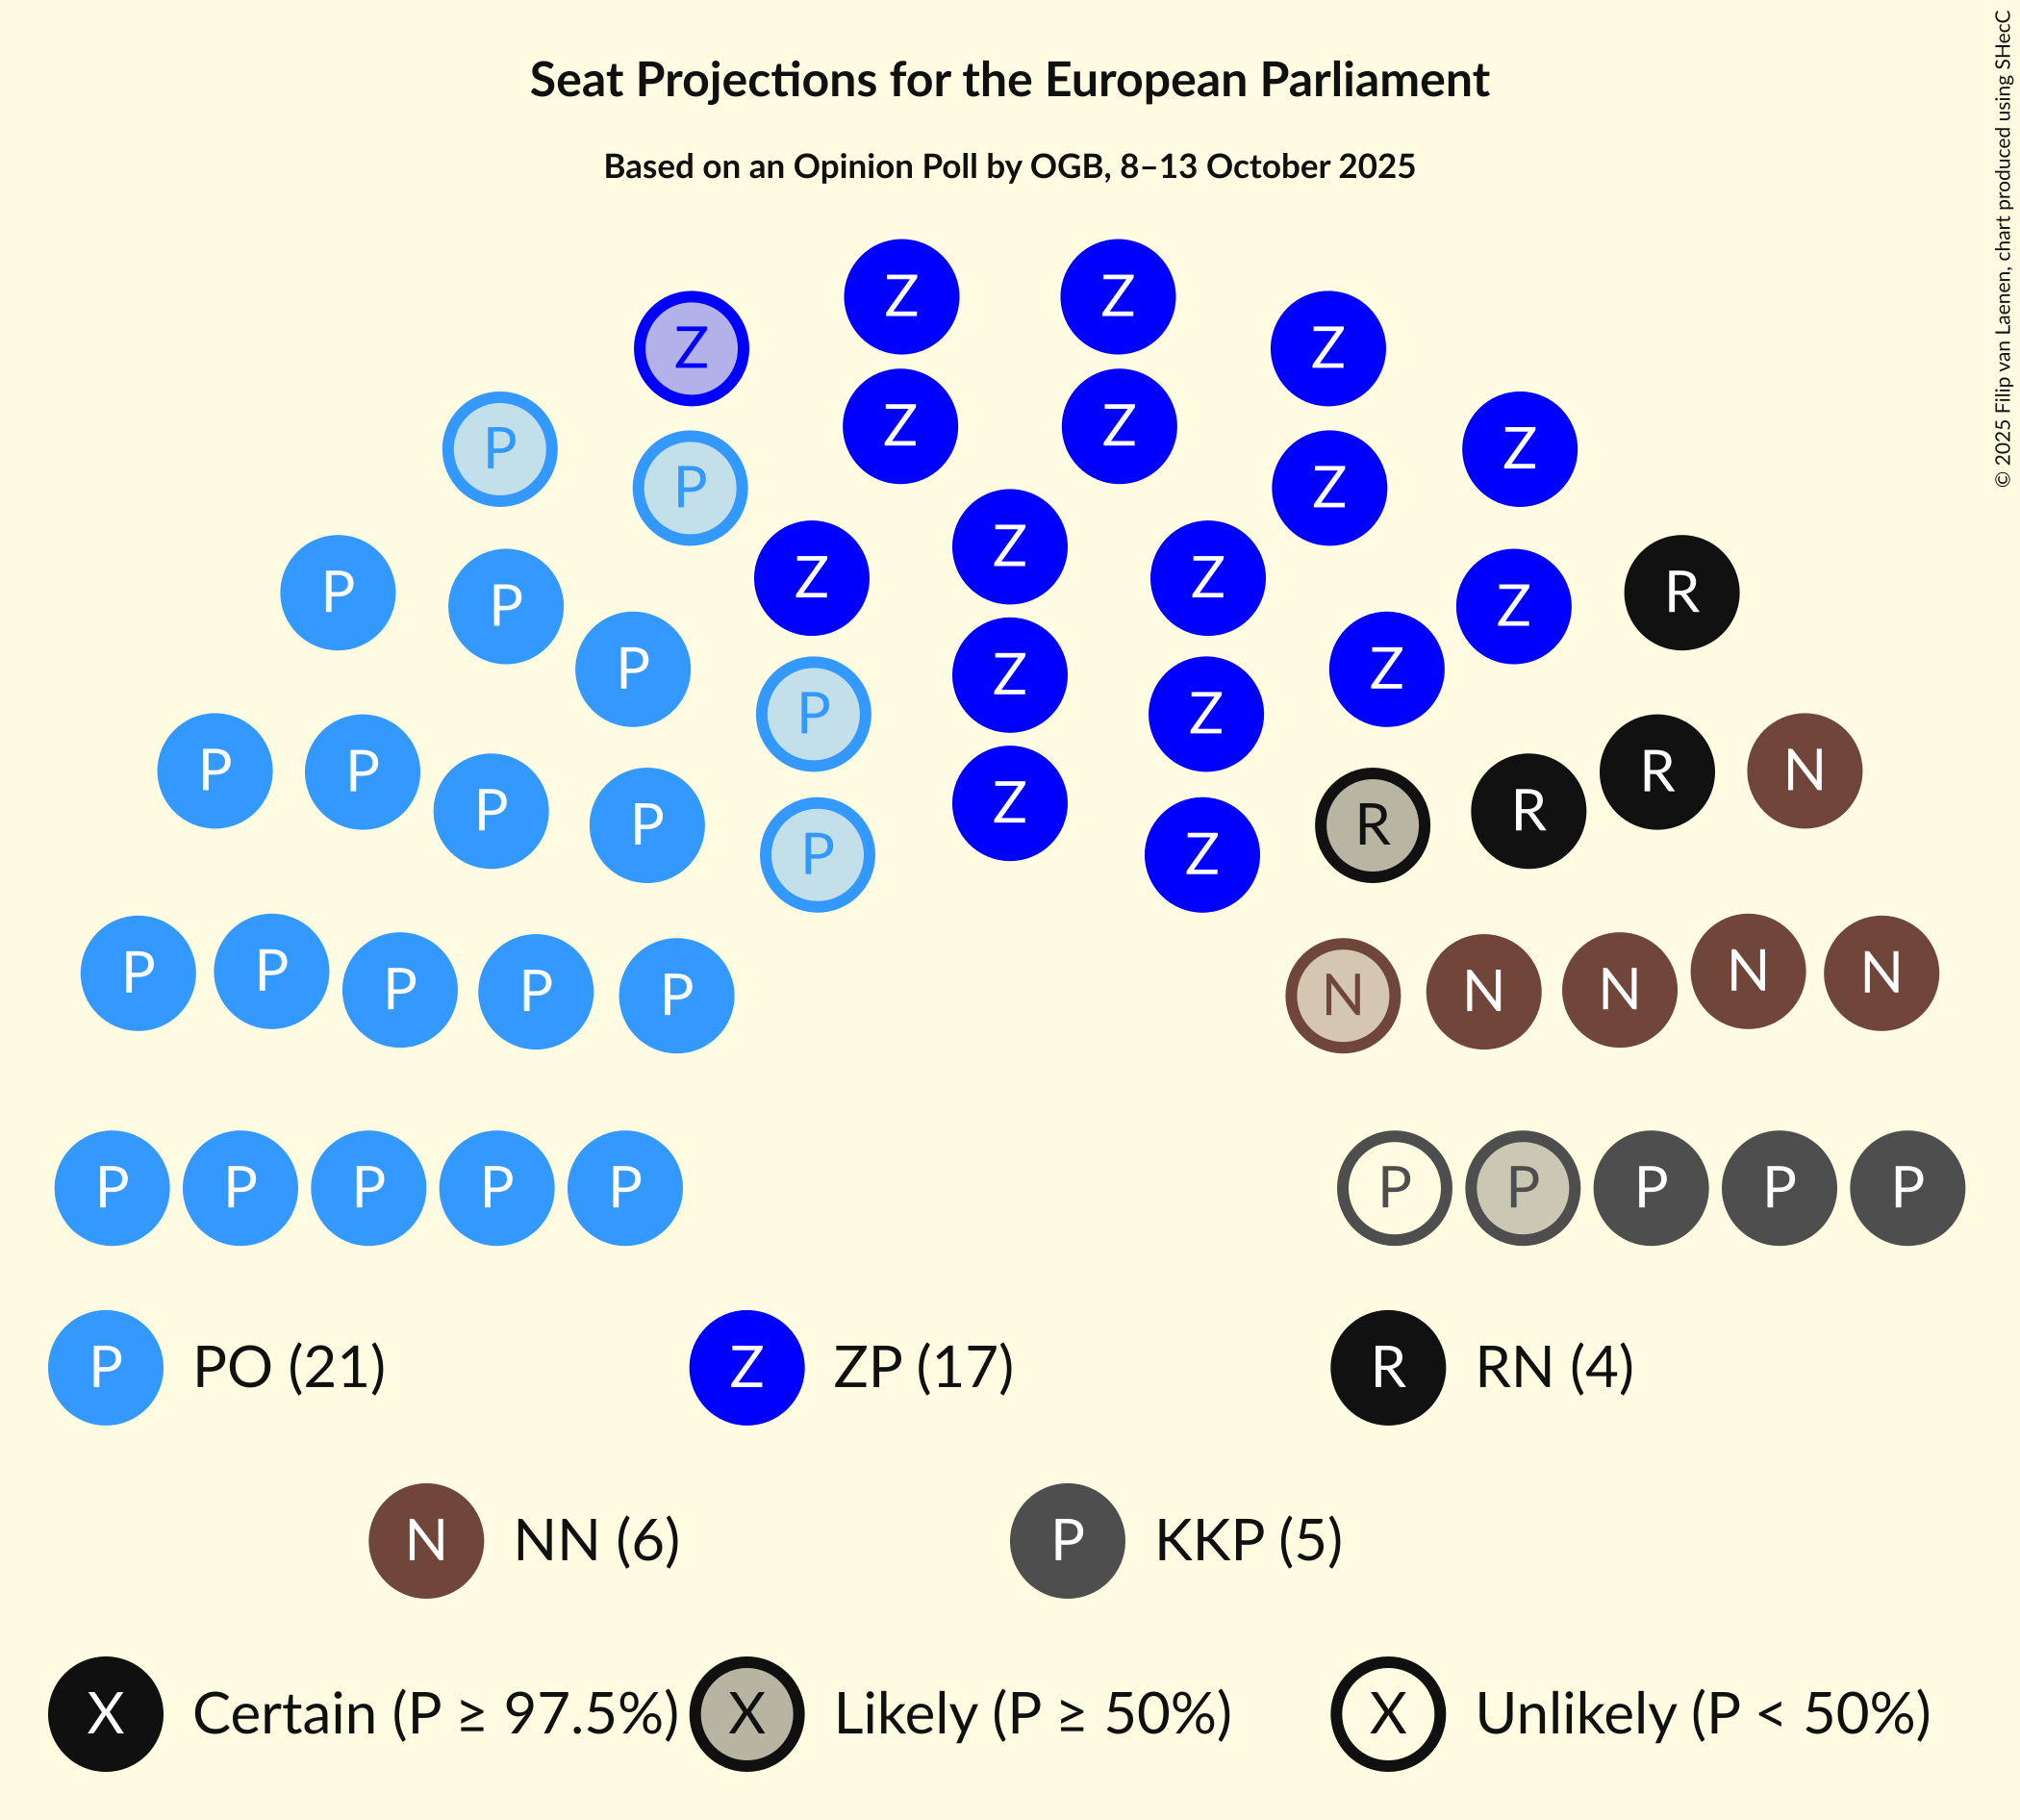 Seat Projections for the European Parliament
Based on an Opinion Poll by OGB, 8–13 October 2025
© 2025 Filip van Laenen, chart produced using SHecC
Z Z
Z Z
Z Z
P Z
P Z
Z
Z Z
P R
P Z
P Z
Z
P Z
P N
P R
P R
P R
P Z
Z
P Z
P N
P N
P N
P N
P N
P P P P P P P P P P
P PO (21) Z ZP (17) R RN (4)
N NN (6) P KKP (5)
X Certain (P ≥ 97.5%) X Likely (P ≥ 50%) X Unlikely (P < 50%)